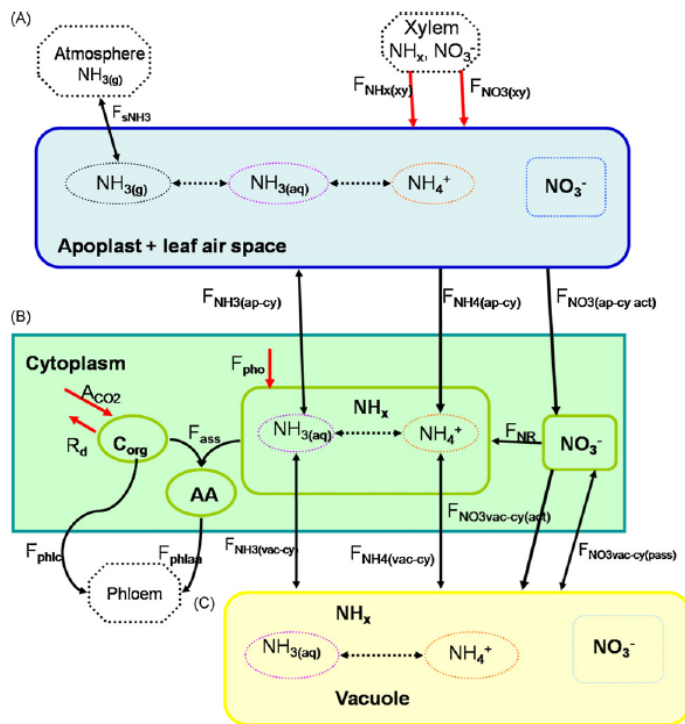 (A)
Atmosphere
NH3(g)
Xylem
NHx, NO3-
FsNH3
FNHx(xy)
FNO3(xy)
NH3(g)
NH3(aq)
NH4+
NO3-
Apoplast + leaf air space
FNH3(ap-cy)
FNH4(ap-cy)
FNO3(ap-cy act)
(B)
Cytoplasm
Fpho
ACO2
Rd
Corg
Fass
AA
NHx
NH3(aq)
NH4+
FNR
NO3-
FNO3vac-cy(act)
Fphlc
Fphlaa
FNH3(vac-cy)
FNH4(vac-cy)
FNO3vac-cy(pass)
Phloem
(C)
NHx
NH3(aq)
NH4+
NO3-
Vacuole